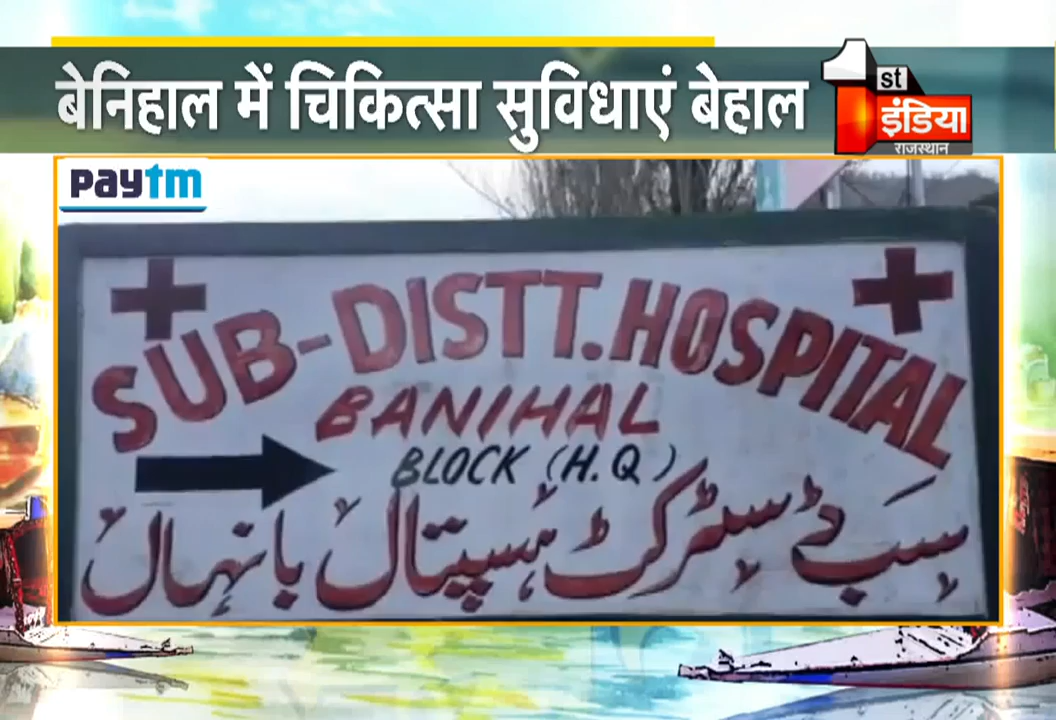 बेनिहाल में चिकित्सा सुविधाएं बेहाल
1st
इंडिया
राजस्थान
paytm
SUB-DISTT.HOSPITAL
BANIHAL
BLOCK (H.Q)
سب ڈسٹرکٹ ہسپتال بانہال